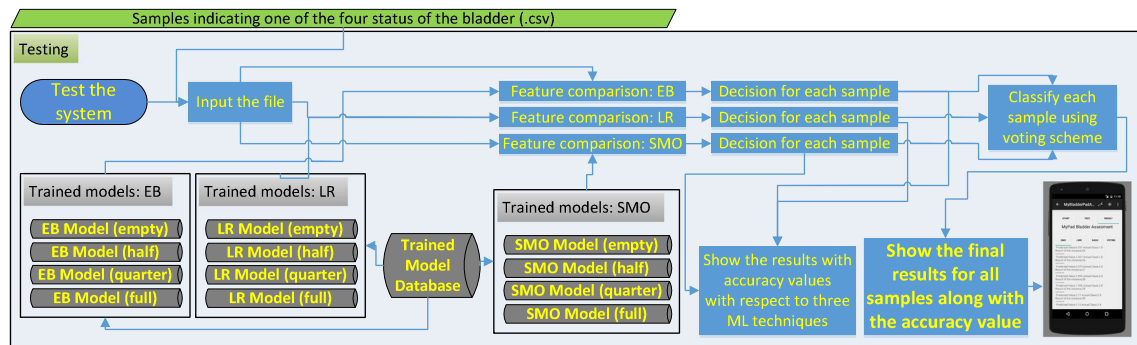 Samples indicating one of the four status of the bladder (.csv)
Testing
Test the
system
Input the file
Feature comparison: EB
Decision for each sample
Feature comparison: LR
Decision for each sample
Feature comparison: SMO
Decision for each sample
Classify each
sample using
voting scheme
Trained models: EB
EB Model (empty)
EB Model (half)
EB Model (quarter)
EB Model (full)
Trained models: LR
LR Model (empty)
LR Model (half)
LR Model (quarter)
LR Model (full)
Trained
Model
Database
Trained models: SMO
SMO Model (empty)
SMO Model (half)
SMO Model (quarter)
SMO Model (full)
Show the results with
accuracy values
with respect to three
ML techniques
Show the final
results for all
samples along with
the accuracy value
MyPad Bladder Assessment